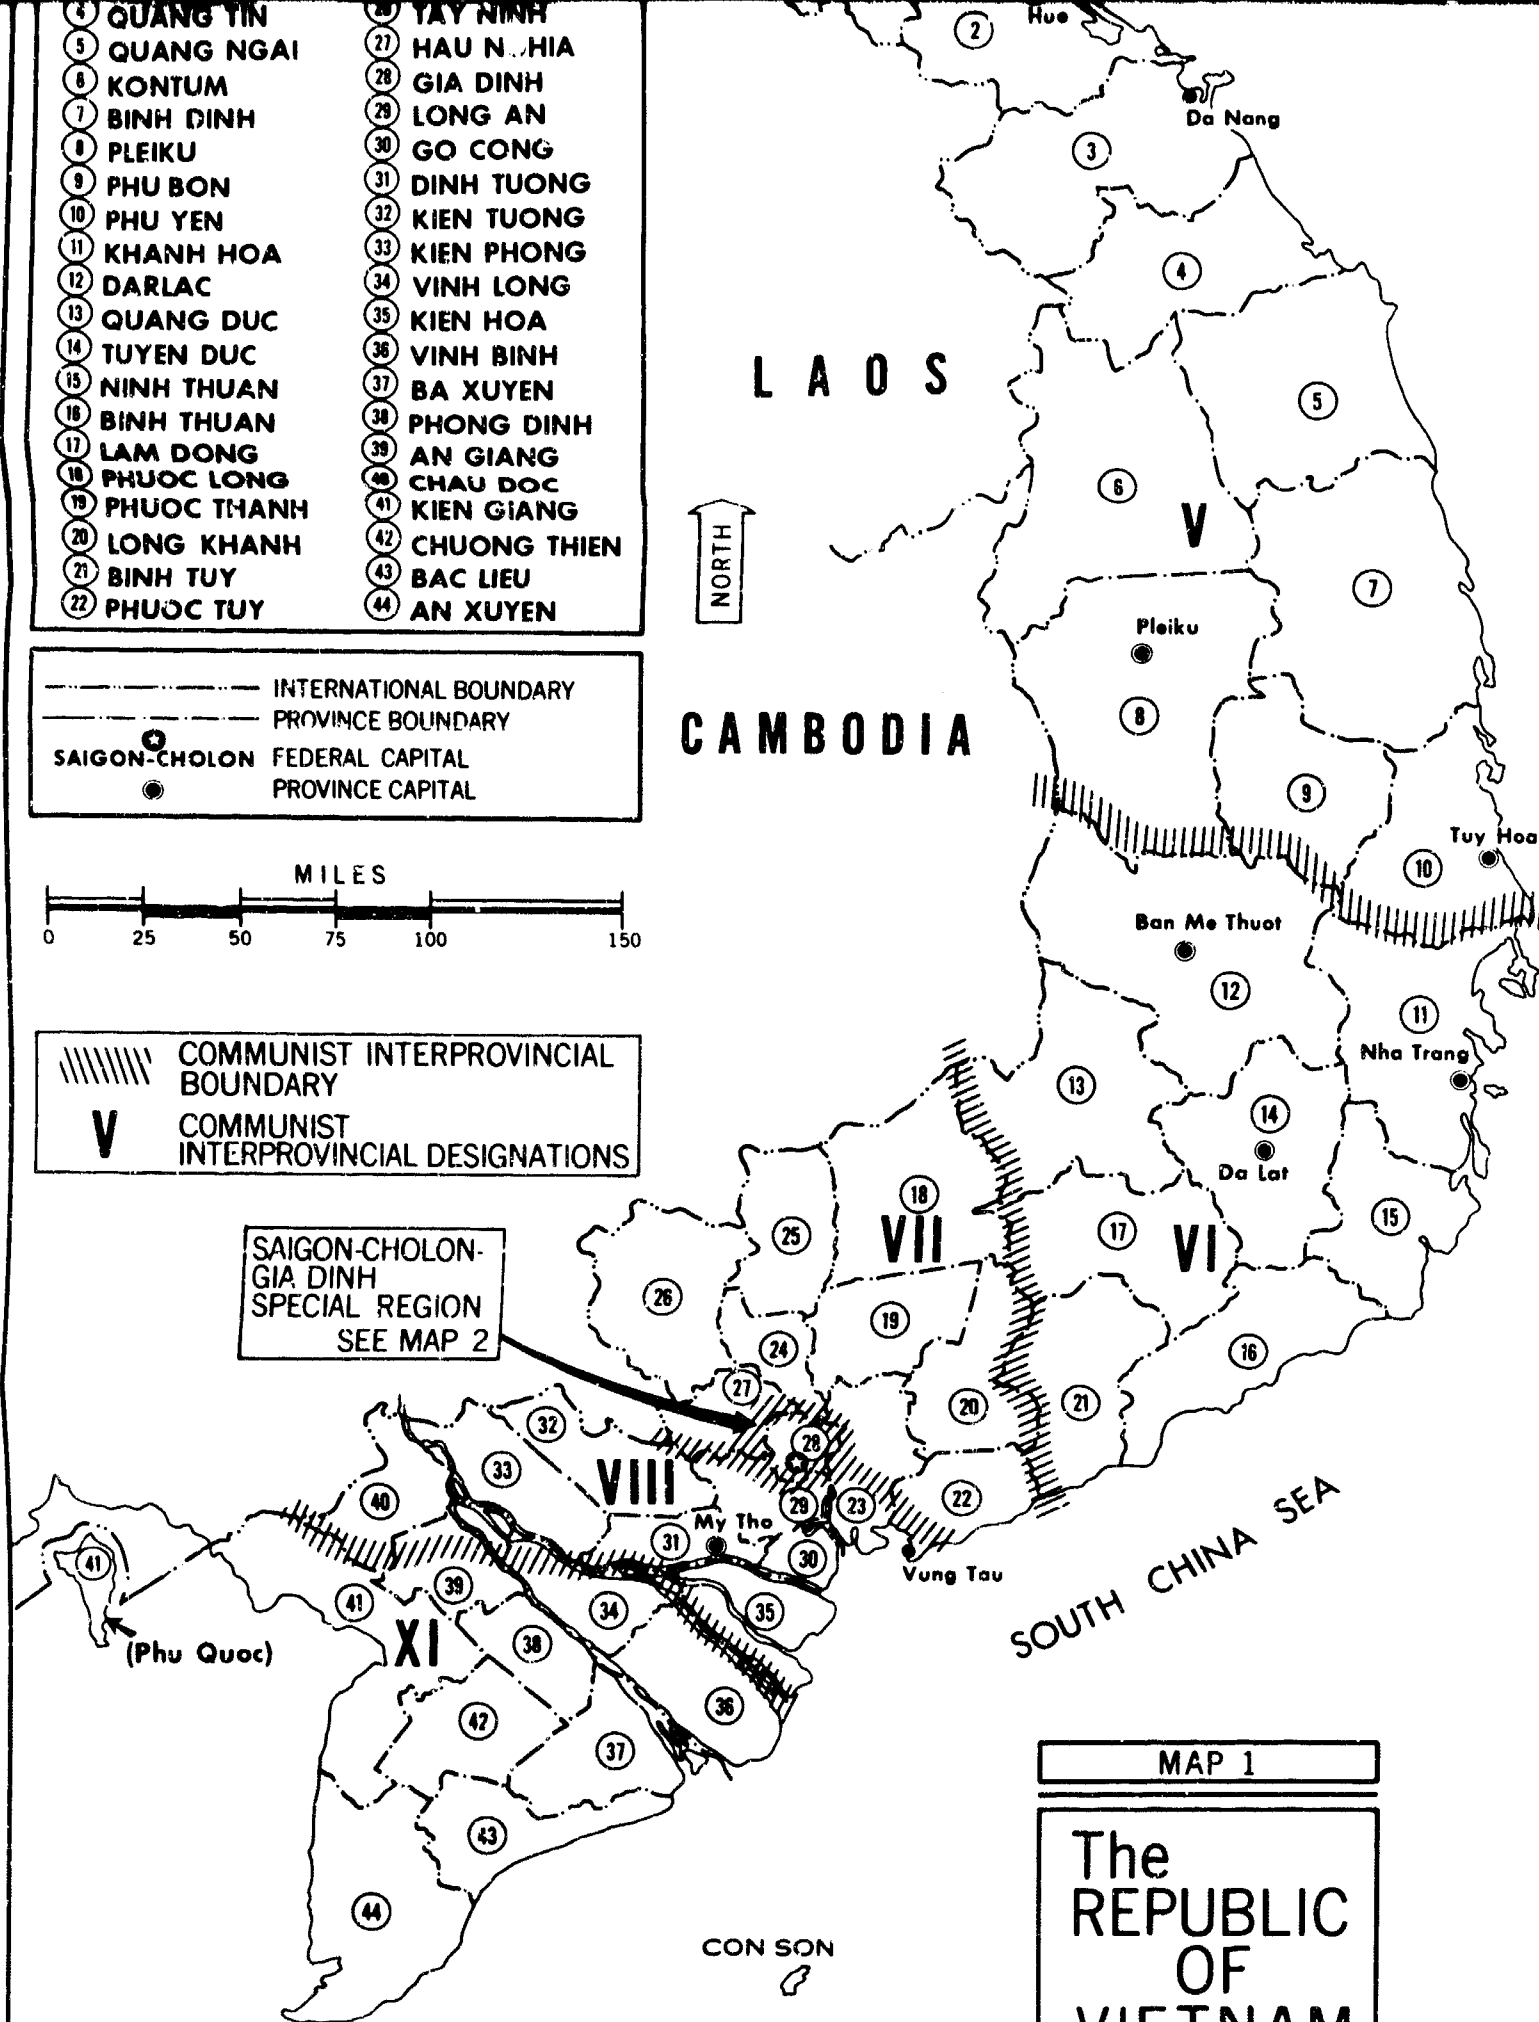 4 QUANG TIN
5 QUANG NGAI
6 KONTUM
7 BINH DINH
8 PLEIKU
9 PHU BON
10 PHU YEN
11 KHANH HOA
12 DARLAC
13 QUANG DUC
14 TUYEN DUC
15 NINH THUAN
16 BINH THUAN
17 LAM DONG
18 PHUOC LONG
19 PHUOC THANH
20 LONG KHANH
21 BINH TUY
22 PHUOC TUY
26 TAY NINH
27 HAU N HIA
28 GIA DINH
29 LONG AN
30 GO CONG
31 DINH TUONG
32 KIEN TUONG
33 KIEN PHONG
34 VINH LONG
35 KIEN HOA
36 VINH BINH
37 BA XUYEN
38 PHONG DINH
39 AN GIANG
40 CHAU DOC
41 KIEN GIANG
42 CHUONG THIEN
43 BAC LIEU
44 AN XUYEN
INTERNATIONAL BOUNDARY
PROVINCE BOUNDARY
SAIGON-CHOLON FEDERAL CAPITAL
PROVINCE CAPITAL
MILES
0 25 50 75 100 150
COMMUNIST INTERPROVINCIAL
BOUNDARY
V COMMUNIST
INTERPROVINCIAL DESIGNATIONS
SAIGON-CHOLON-
GIA DINH
SPECIAL REGION
SEE MAP 2
NORTH
LAOS
CAMBODIA
Hue
2
Da Nang
3
4
5
6
V
7
Pleiku
8
9
Tuy Hoa
10
Ban Me Thuot
12
11
Nha Trang
13
14
Da Lat
15
18
VII
17
VI
25
26
19
24
16
27
20
21
32
28
33
VIII
22
40
29
23
My Tho
31
30
Vung Tau
41
39
41
34
35
(Phu Quoc)
XI
38
36
42
37
43
44
SOUTH CHINA SEA
CON SON
MAP 1
The
REPUBLIC
OF
VIETNAM